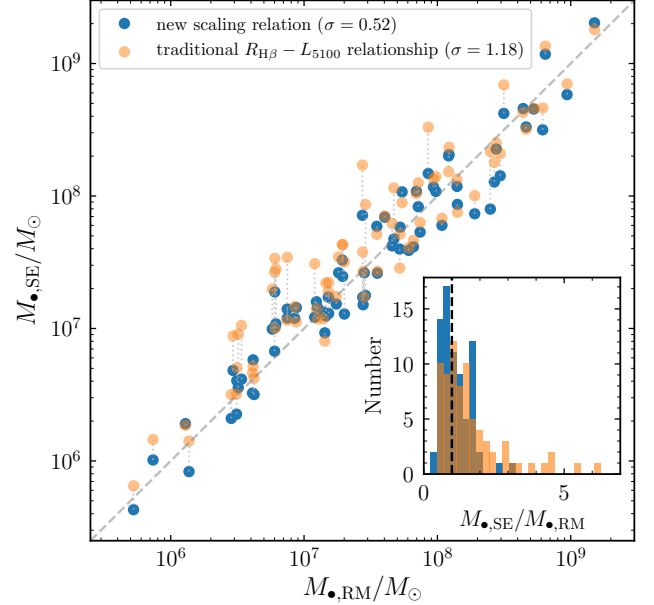 new scaling relation (σ = 0.52)
traditional R_Hβ − L_5100 relationship (σ = 1.18)
10^9
10^8
10^7
10^6
M_●,SE/M_⊙
15
10
5
0
Number
0 5
M_●,SE/M_●,RM
10^6 10^7 10^8 10^9
M_●,RM/M_⊙